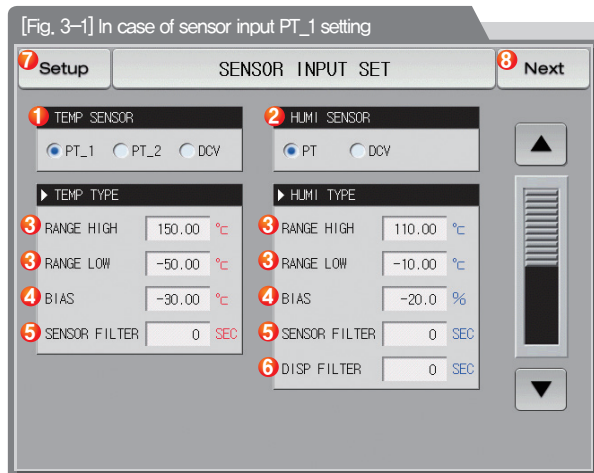 [Fig. 3-1] In case of sensor input PT_1 setting
7 Setup SENSOR INPUT SET 8 Next
1 TEMP SENSOR
PT_1 PT_2 DCV
▶ TEMP TYPE
3 RANGE HIGH 150.00 ℃
3 RANGE LOW -50.00 ℃
4 BIAS -30.00 ℃
5 SENSOR FILTER 0 SEC
2 HUMI SENSOR
PT DCV
▶ HUMI TYPE
3 RANGE HIGH 110.00 ℃
3 RANGE LOW -10.00 ℃
4 BIAS -20.0 %
5 SENSOR FILTER 0 SEC
6 DISP FILTER 0 SEC